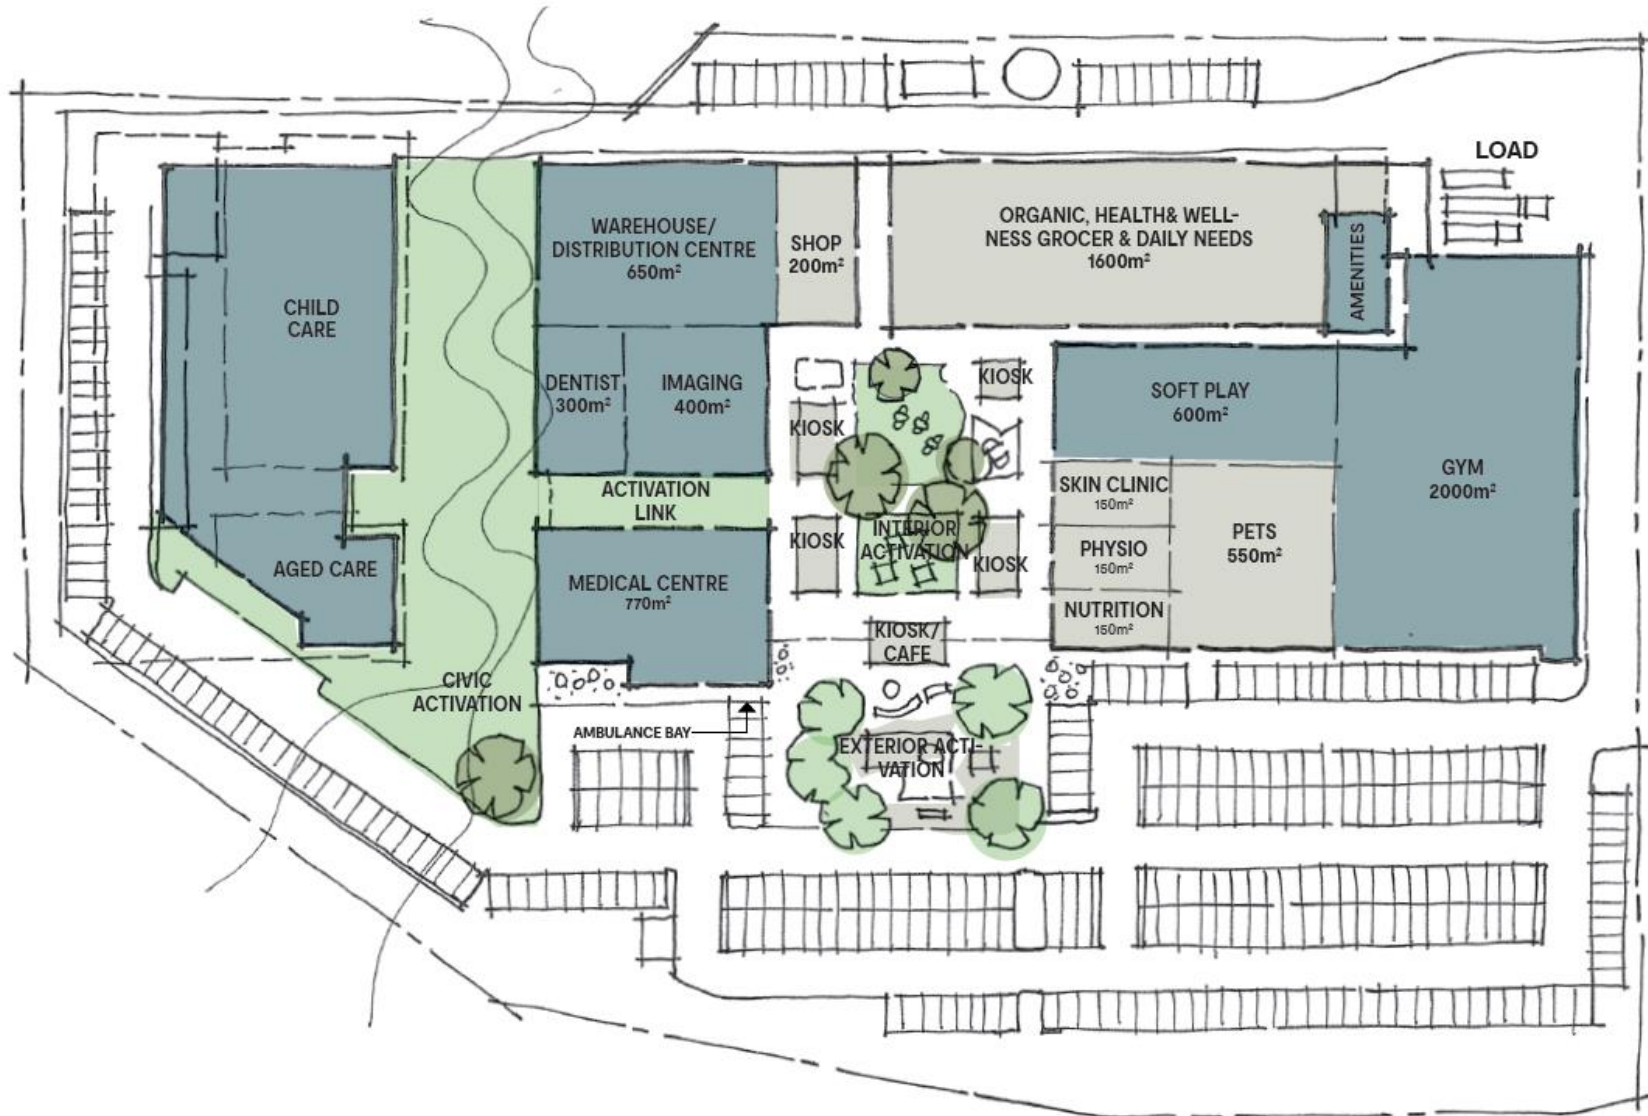 LOAD
WAREHOUSE/
DISTRIBUTION CENTRE
650m²
SHOP
200m²
ORGANIC, HEALTH& WELL-
NESS GROCER & DAILY NEEDS
1600m²
AMENITIES
CHILD
CARE
DENTIST
300m²
IMAGING
400m²
KIOSK
KIOSK
SOFT PLAY
600m²
GYM
2000m²
ACTIVATION
LINK
SKIN CLINIC
150m²
KIOSK
INTERIOR
ACTIVATION
KIOSK
PHYSIO
150m²
PETS
550m²
AGED CARE
MEDICAL CENTRE
770m²
NUTRITION
150m²
KIOSK/
CAFE
CIVIC
ACTIVATION
AMBULANCE BAY
EXTERIOR ACTI-
VATION